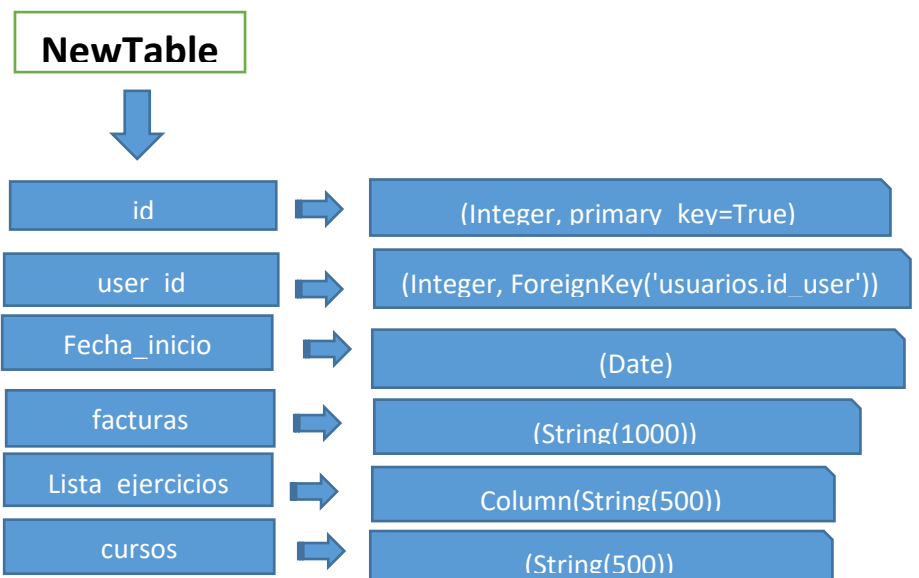 NewTable
id
(Integer, primary_key=True)
user_id
(Integer, ForeignKey('usuarios.id_user'))
Fecha_inicio
(Date)
facturas
(String(1000))
Lista_ejercicios
Column(String(500))
cursos
(String(500))